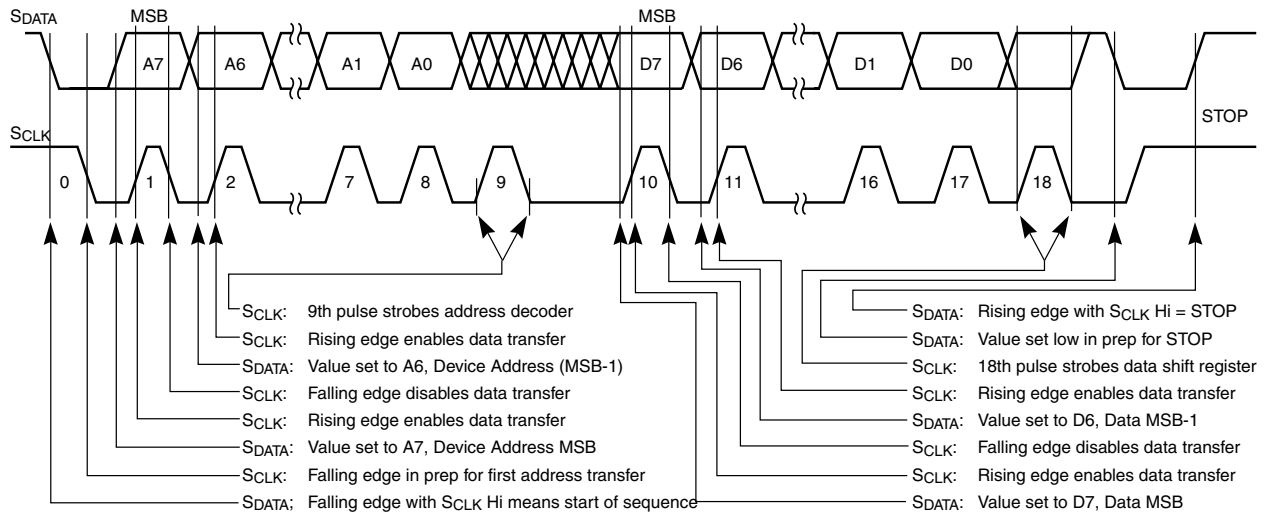 SDATA MSB MSB
A7 A6 A1 A0 D7 D6 D1 D0
STOP
SCLK
0 1 2 7 8 9 10 11 16 17 18
SCLK: 9th pulse strobes address decoder
SCLK: Rising edge enables data transfer
SDATA: Value set to A6, Device Address (MSB-1)
SCLK: Falling edge disables data transfer
SCLK: Rising edge enables data transfer
SDATA: Value set to A7, Device Address MSB
SCLK: Falling edge in prep for first address transfer
SDATA; Falling edge with SCLK Hi means start of sequence
SDATA: Rising edge with SCLK Hi = STOP
SDATA: Value set low in prep for STOP
SCLK: 18th pulse strobes data shift register
SCLK: Rising edge enables data transfer
SDATA: Value set to D6, Data MSB-1
SCLK: Falling edge disables data transfer
SCLK: Rising edge enables data transfer
SDATA: Value set to D7, Data MSB